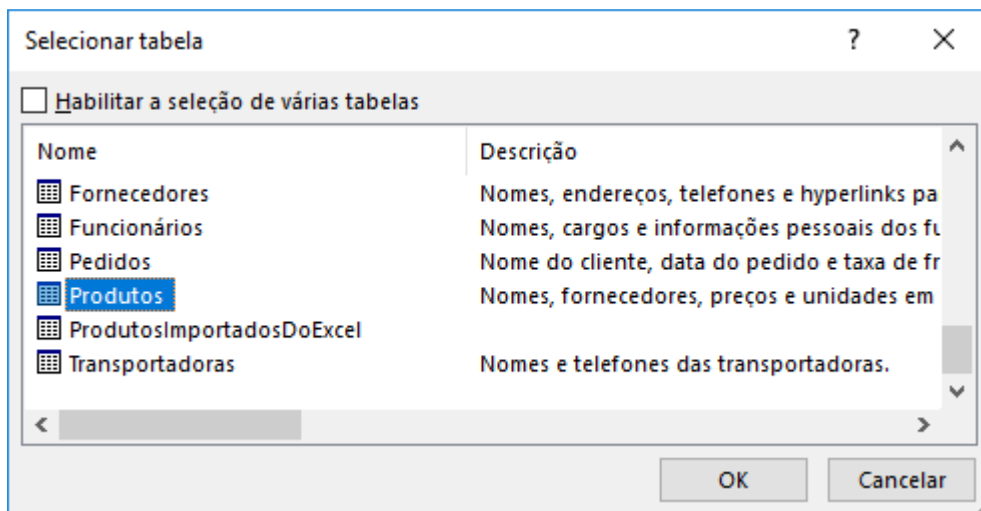 Selecionar tabela ?
Habilitar a seleção de várias tabelas
Nome Descrição
Fornecedores Nomes, endereços, telefones e hyperlinks pa
Funcionários Nomes, cargos e informações pessoais dos fu
Pedidos Nome do cliente, data do pedido e taxa de fr
Produtos Nomes, fornecedores, preços e unidades em
ProdutosImportadosDoExcel
Transportadoras Nomes e telefones das transportadoras.
OK Cancelar